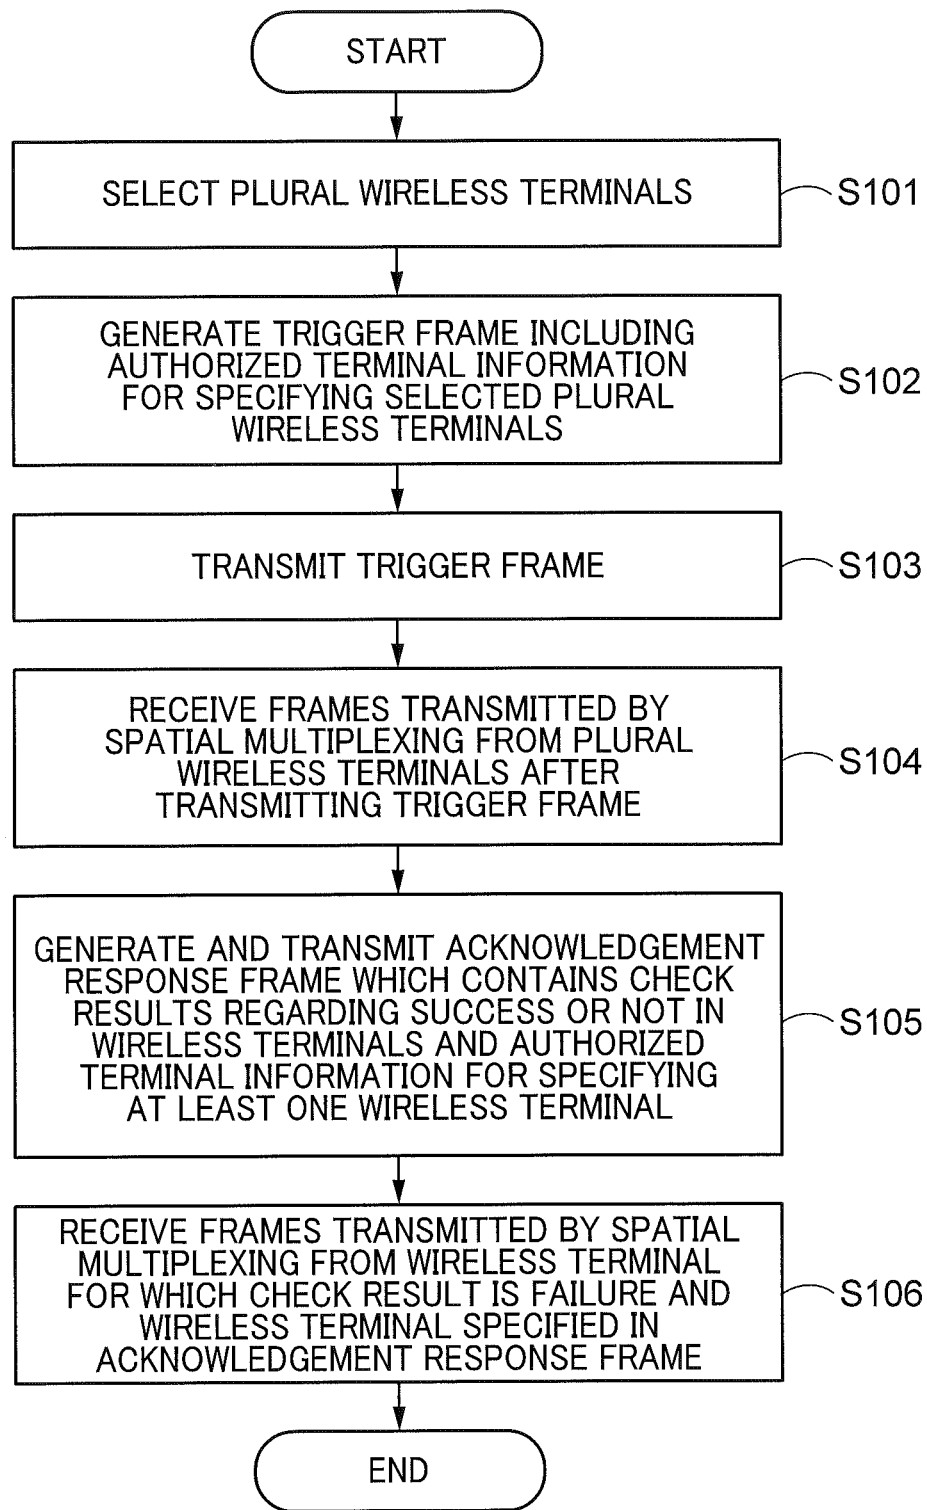 START
SELECT PLURAL WIRELESS TERMINALS
S101
GENERATE TRIGGER FRAME INCLUDING
AUTHORIZED TERMINAL INFORMATION
FOR SPECIFYING SELECTED PLURAL
WIRELESS TERMINALS
S102
TRANSMIT TRIGGER FRAME
S103
RECEIVE FRAMES TRANSMITTED BY
SPATIAL MULTIPLEXING FROM PLURAL
WIRELESS TERMINALS AFTER
TRANSMITTING TRIGGER FRAME
S104
GENERATE AND TRANSMIT ACKNOWLEDGEMENT
RESPONSE FRAME WHICH CONTAINS CHECK
RESULTS REGARDING SUCCESS OR NOT IN
WIRELESS TERMINALS AND AUTHORIZED
TERMINAL INFORMATION FOR SPECIFYING
AT LEAST ONE WIRELESS TERMINAL
S105
RECEIVE FRAMES TRANSMITTED BY SPATIAL
MULTIPLEXING FROM WIRELESS TERMINAL
FOR WHICH CHECK RESULT IS FAILURE AND
WIRELESS TERMINAL SPECIFIED IN
ACKNOWLEDGEMENT RESPONSE FRAME
S106
END